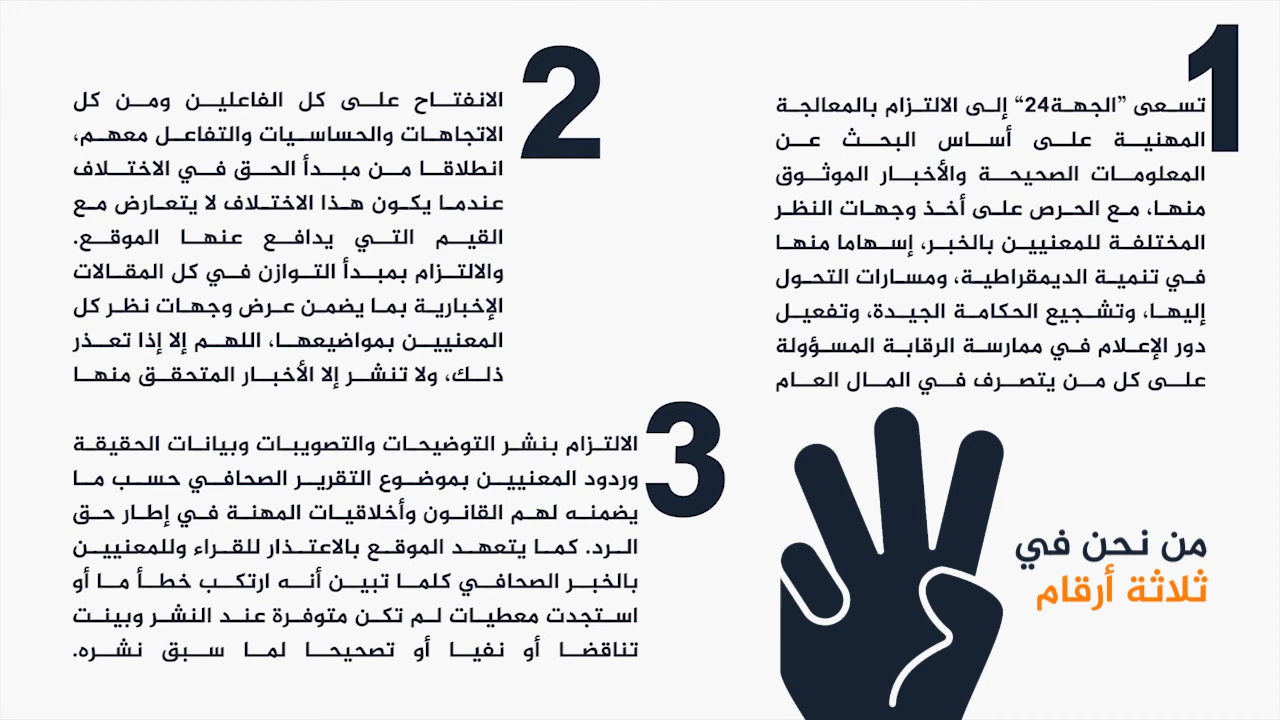 1
تسعى “الجهة24” إلى الالتزام بالمعالجة
المهنية على أساس البحث عن
المعلومات الصحيحة والأخبار الموثوق
منها، مع الحرص على أخذ وجهات النظر
المختلفة للمعنيين بالخبر، إسهاما منها
في تنمية الديمقراطية، ومسارات التحول
إليها، وتشجيع الحكامة الجيدة، وتفعيل
دور الإعلام في ممارسة الرقابة المسؤولة
على كل من يتصرف في المال العام
2
الانفتاح على كل الفاعلين ومن كل
الاتجاهات والحساسيات والتفاعل معهم،
انطلاقا من مبدأ الحق في الاختلاف
عندما يكون هذا الاختلاف لا يتعارض مع
القيم التي يدافع عنها الموقع.
والالتزام بمبدأ التوازن في كل المقالات
الإخبارية بما يضمن عرض وجهات نظر كل
المعنيين بمواضيعها، اللهم إلا إذا تعذر
ذلك، ولا تنشر إلا الأخبار المتحقق منها
3
الالتزام بنشر التوضيحات والتصويبات وبيانات الحقيقة
وردود المعنيين بموضوع التقرير الصحافي حسب ما
يضمنه لهم القانون وأخلاقيات المهنة في إطار حق
الرد. كما يتعهد الموقع بالاعتذار للقراء وللمعنيين
بالخبر الصحافي كلما تبين أنه ارتكب خطأ ما أو
استجدت معطيات لم تكن متوفرة عند النشر وبينت
تناقضا أو نفيا أو تصحيحا لما سبق نشره.
من نحن في
ثلاثة أرقام